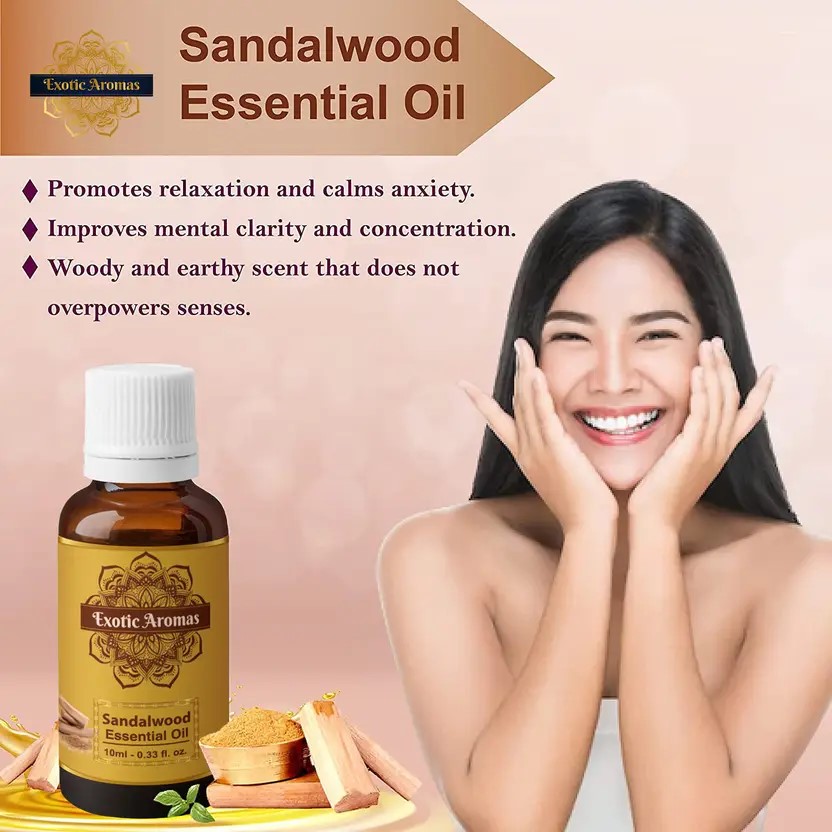 Exotic Aromas
Sandalwood
Essential Oil
Promotes relaxation and calms anxiety.
Improves mental clarity and concentration.
Woody and earthy scent that does not
overpowers senses.
Exotic Aromas
Sandalwood
Essential Oil
10ml - 0.33 fl. oz.